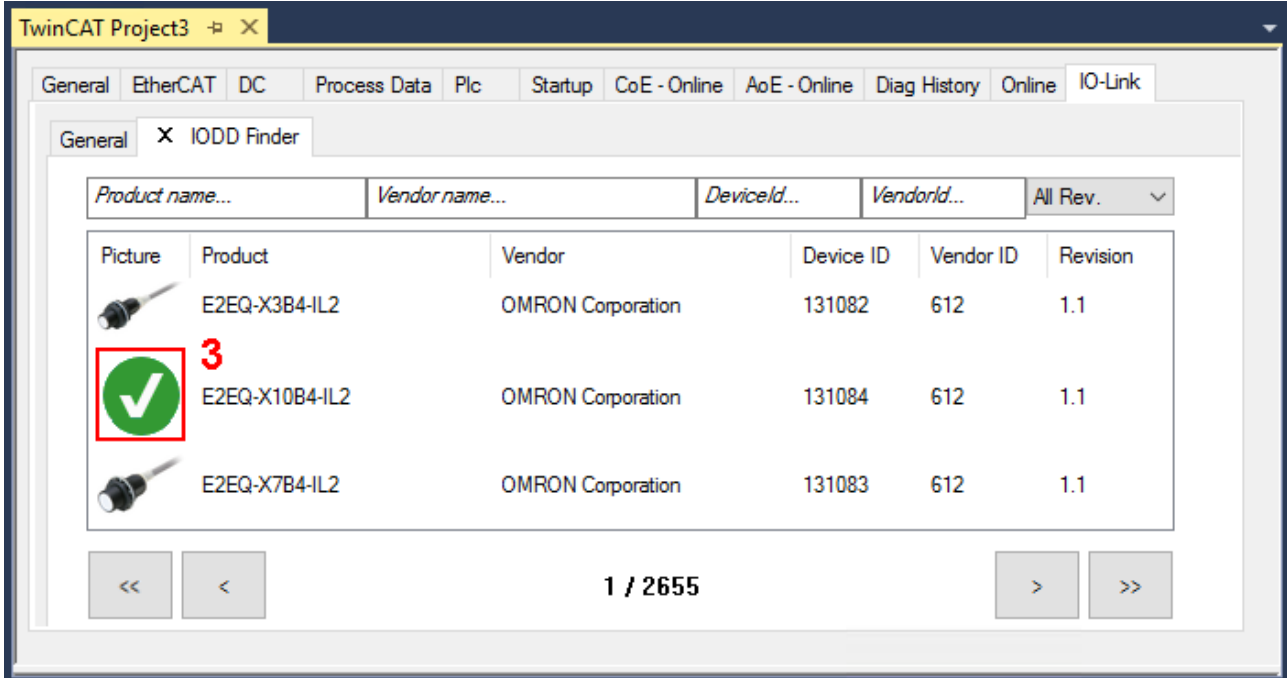 TwinCAT Project3
General EtherCAT DC Process Data Plc Startup CoE - Online AoE - Online Diag History Online IO-Link
General X IODD Finder
Product name... Vendor name... DeviceId... VendorId... All Rev.
Picture Product Vendor Device ID Vendor ID Revision
E2EQ-X3B4-IL2 OMRON Corporation 131082 612 1.1
3
E2EQ-X10B4-IL2 OMRON Corporation 131084 612 1.1
E2EQ-X7B4-IL2 OMRON Corporation 131083 612 1.1
<< < 1 / 2655 > >>